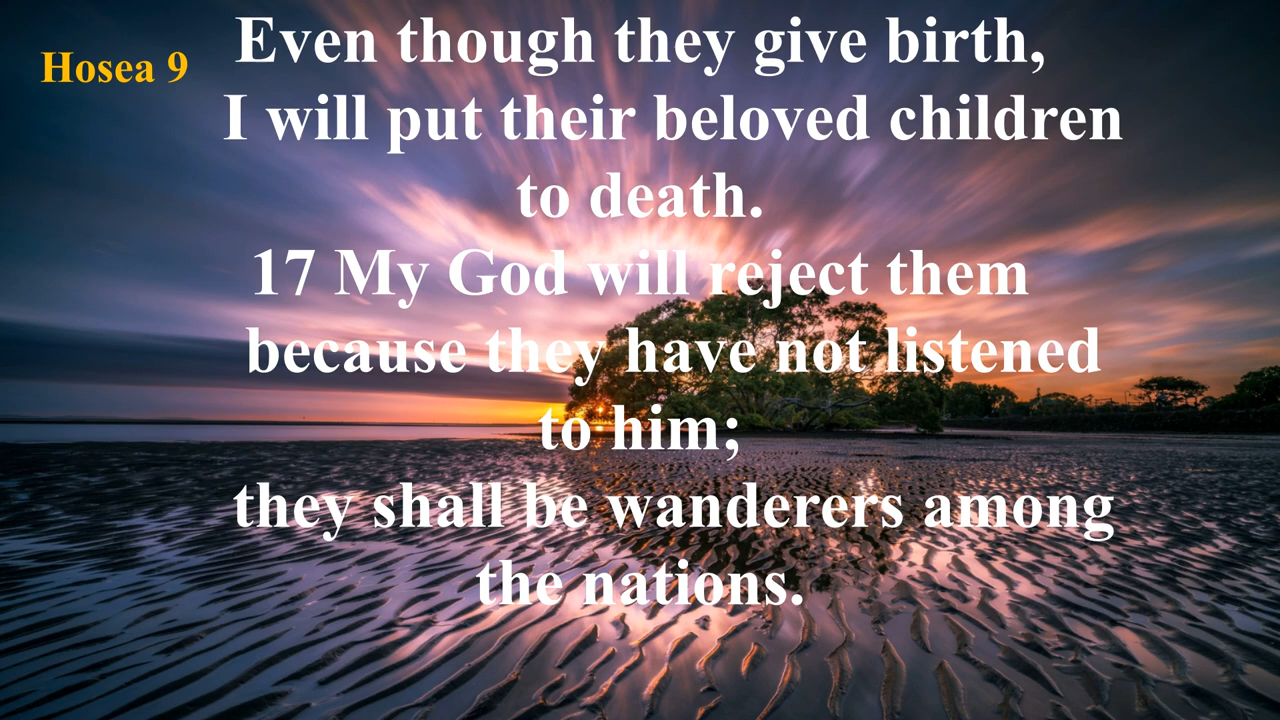 Hosea 9
Even though they give birth,
I will put their beloved children
to death.
17 My God will reject them
because they have not listened
to him;
they shall be wanderers among
the nations.